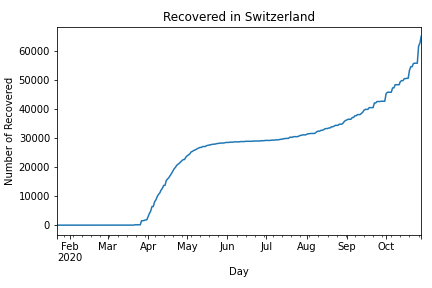 Recovered in Switzerland
Number of Recovered
60000
50000
40000
30000
20000
10000
0
Feb Mar Apr May Jun Jul Aug Sep Oct
2020
Day